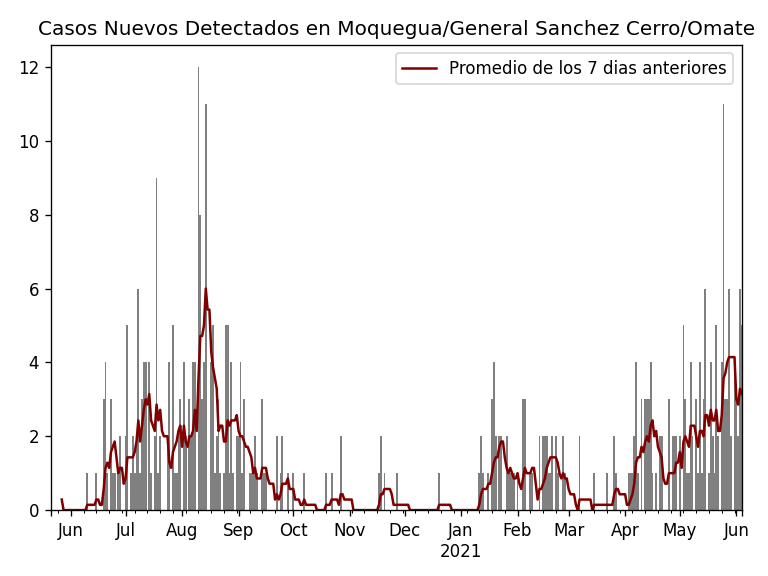 Casos Nuevos Detectados en Moquegua/General Sanchez Cerro/Omate
Promedio de los 7 dias anteriores
12
10
8
6
4
2
0
Jun Jul Aug Sep Oct Nov Dec Jan Feb Mar Apr May Jun
2021